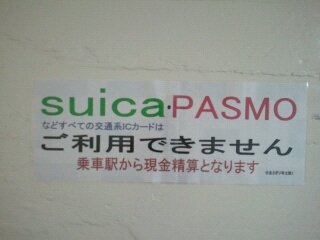 suica・PASMO
などすべての交通系ICカードは
ご利用できません
乗車駅から現金精算となります